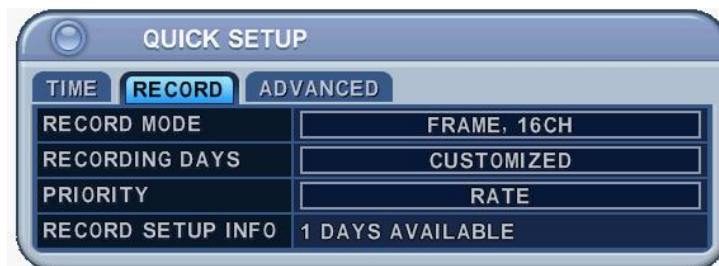 QUICK SETUP
TIME RECORD ADVANCED
RECORD MODE FRAME, 16CH
RECORDING DAYS CUSTOMIZED
PRIORITY RATE
RECORD SETUP INFO 1 DAYS AVAILABLE